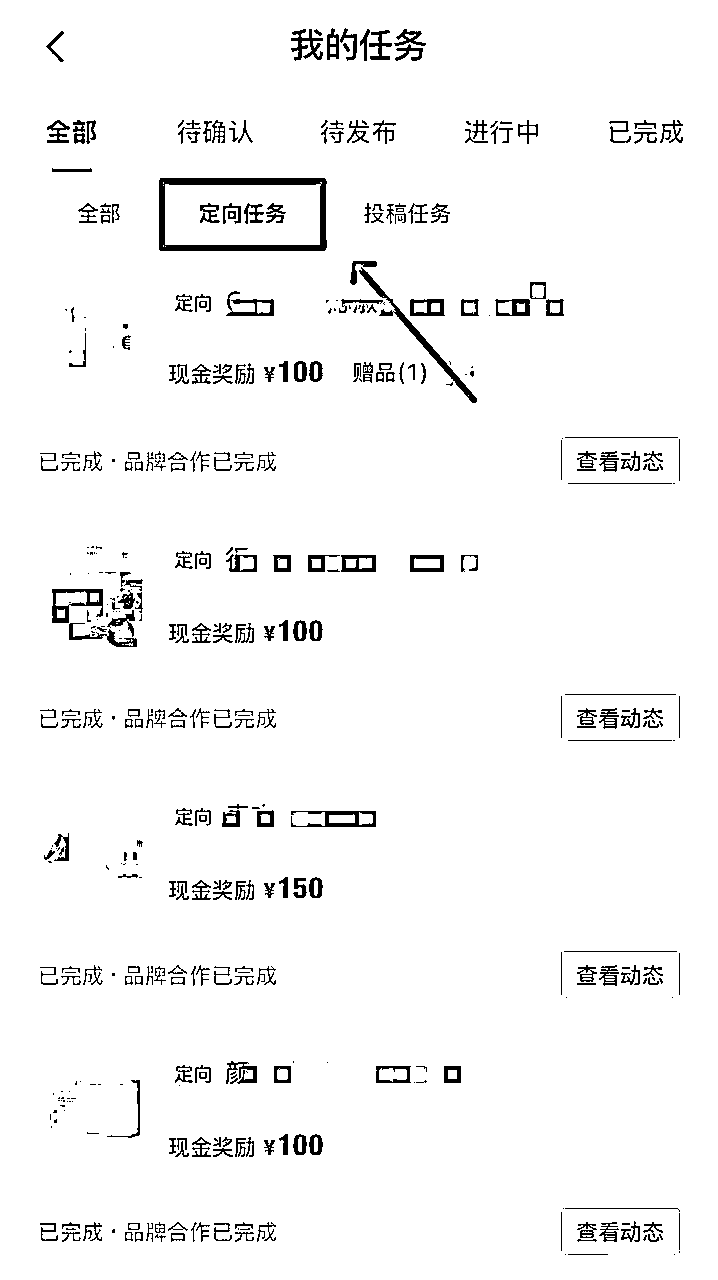 我的任务
全部 待确认 待发布 进行中 已完成
全部 定向任务 投稿任务
定向
现金奖励 ¥100 赠品(1)
已完成·品牌合作已完成 查看动态
定向
现金奖励 ¥100
已完成·品牌合作已完成 查看动态
定向
现金奖励 ¥150
已完成·品牌合作已完成 查看动态
定向 颜
现金奖励 ¥100
已完成·品牌合作已完成 查看动态